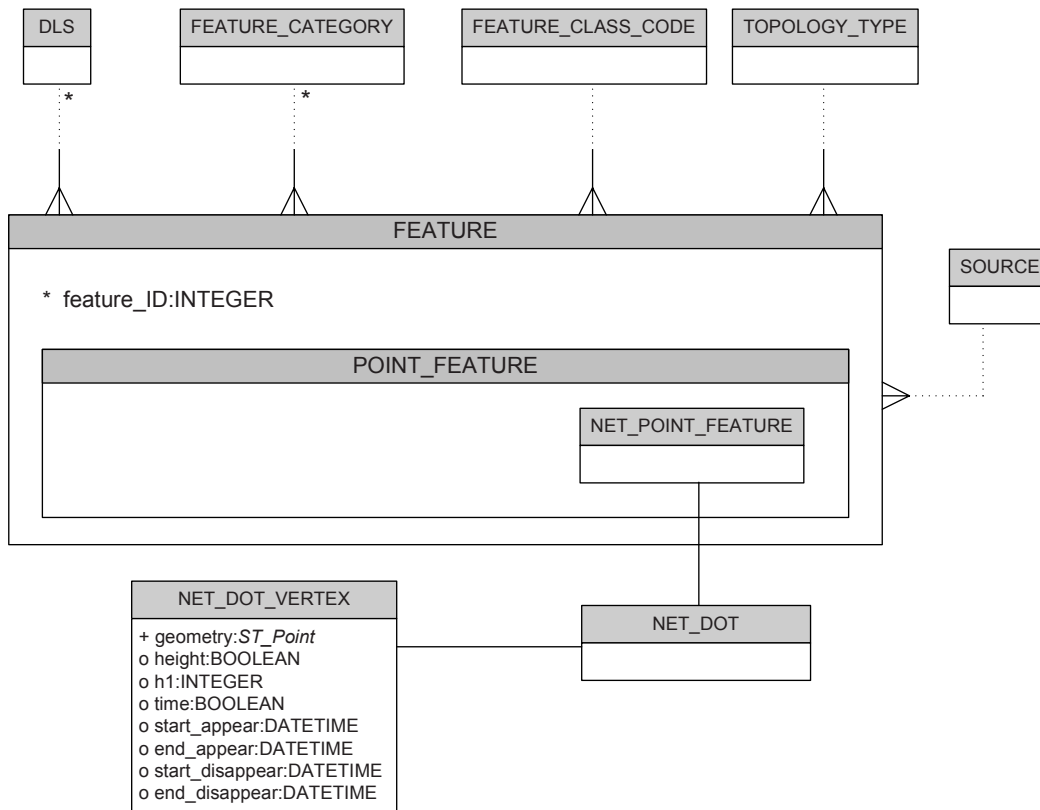 DLS
FEATURE_CATEGORY
FEATURE_CLASS_CODE
TOPOLOGY_TYPE
*
*
FEATURE
SOURCE
* feature_ID:INTEGER
POINT_FEATURE
NET_POINT_FEATURE
NET_DOT_VERTEX
NET_DOT
+ geometry:ST_Point
o height:BOOLEAN
o h1:INTEGER
o time:BOOLEAN
o start_appear:DATETIME
o end_appear:DATETIME
o start_disappear:DATETIME
o end_disappear:DATETIME